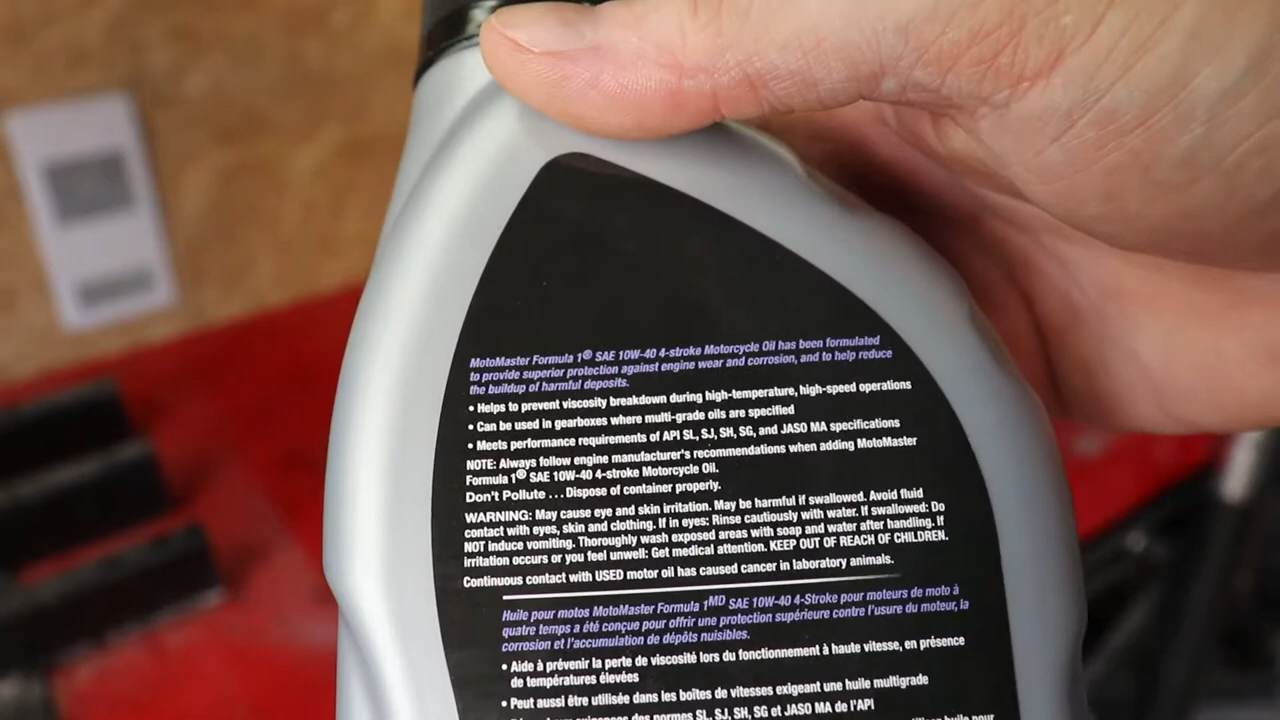 MotoMaster Formula 1® SAE 10W-40 4-stroke Motorcycle Oil has been formulated
to provide superior protection against engine wear and corrosion, and to help reduce
the buildup of harmful deposits.
• Helps to prevent viscosity breakdown during high-temperature, high-speed operations
• Can be used in gearboxes where multi-grade oils are specified
• Meets performance requirements of API SL, SJ, SH, SG, and JASO MA specifications
NOTE: Always follow engine manufacturer's recommendations when adding MotoMaster
Formula 1® SAE 10W-40 4-stroke Motorcycle Oil.
Don't Pollute . . . Dispose of container properly.
WARNING: May cause eye and skin irritation. May be harmful if swallowed. Avoid fluid
contact with eyes, skin and clothing. If in eyes: Rinse cautiously with water. If swallowed: Do
NOT induce vomiting. Thoroughly wash exposed areas with soap and water after handling. If
irritation occurs or you feel unwell: Get medical attention. KEEP OUT OF REACH OF CHILDREN.
Continuous contact with USED motor oil has caused cancer in laboratory animals.
Huile pour motos MotoMaster Formula 1MD SAE 10W-40 4-Stroke pour moteurs de moto à
quatre temps a été conçue pour offrir une protection supérieure contre l'usure du moteur, la
corrosion et l'accumulation de dépôts nuisibles.
• Aide à prévenir la perte de viscosité lors du fonctionnement à haute vitesse, en présence
de températures élevées
• Peut aussi être utilisée dans les boîtes de vitesses exigeant une huile multigrade
des normes SL, SJ, SH, SG et JASO MA de l'API